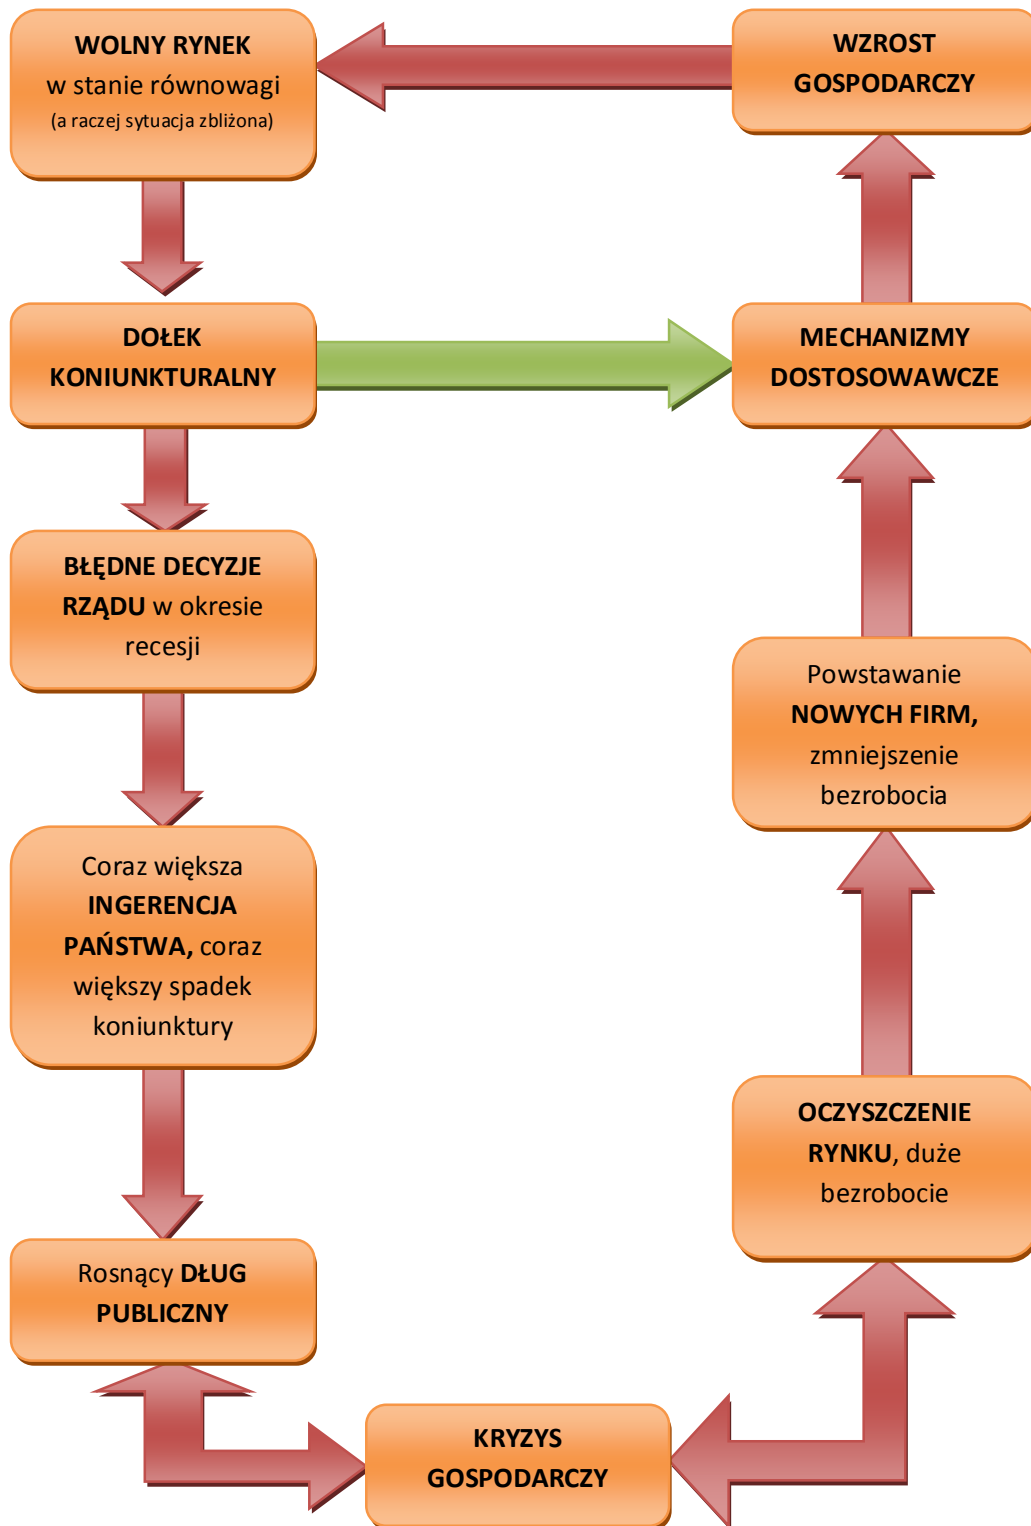 WOLNY RYNEK
w stanie równowagi
(a raczej sytuacja zbliżona)
WZROST
GOSPODARCZY
DOŁEK
KONIUNKTURALNY
MECHANIZMY
DOSTOSOWAWCZE
BŁĘDNE DECYZJE
RZĄDU w okresie
recesji
Powstawanie
NOWYCH FIRM,
zmniejszenie
bezrobocia
Coraz większa
INGERENCJA
PAŃSTWA, coraz
większy spadek
koniunktury
OCZYSZCZENIE
RYNKU, duże
bezrobocie
Rosnący DŁUG
PUBLICZNY
KRYZYS
GOSPODARCZY